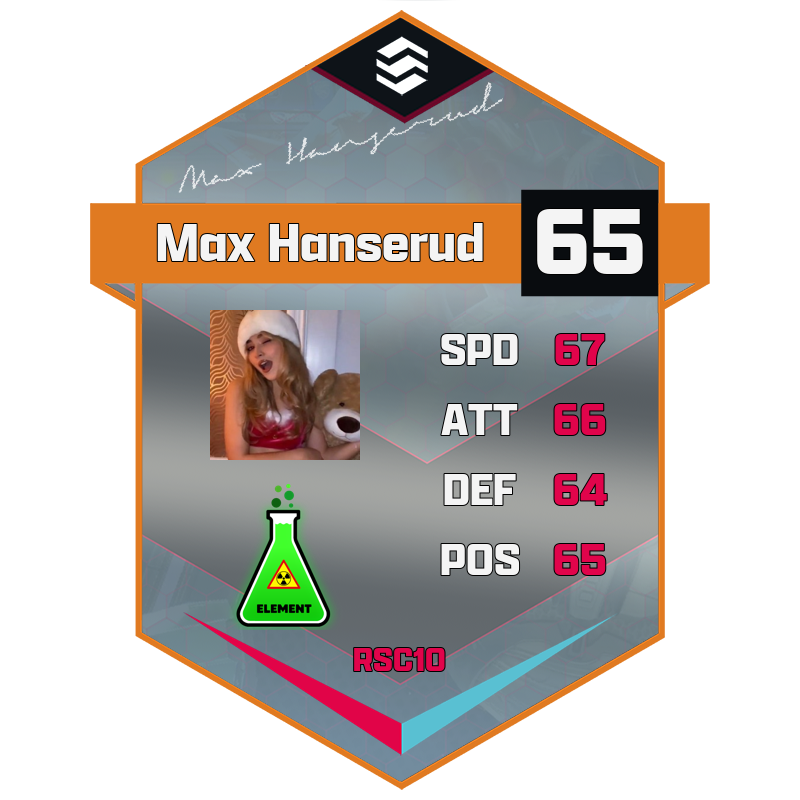 Max Hanserud
Max Hanserud 65
SPD 67
ATT 66
DEF 64
POS 65
ELEMENT
RSC10